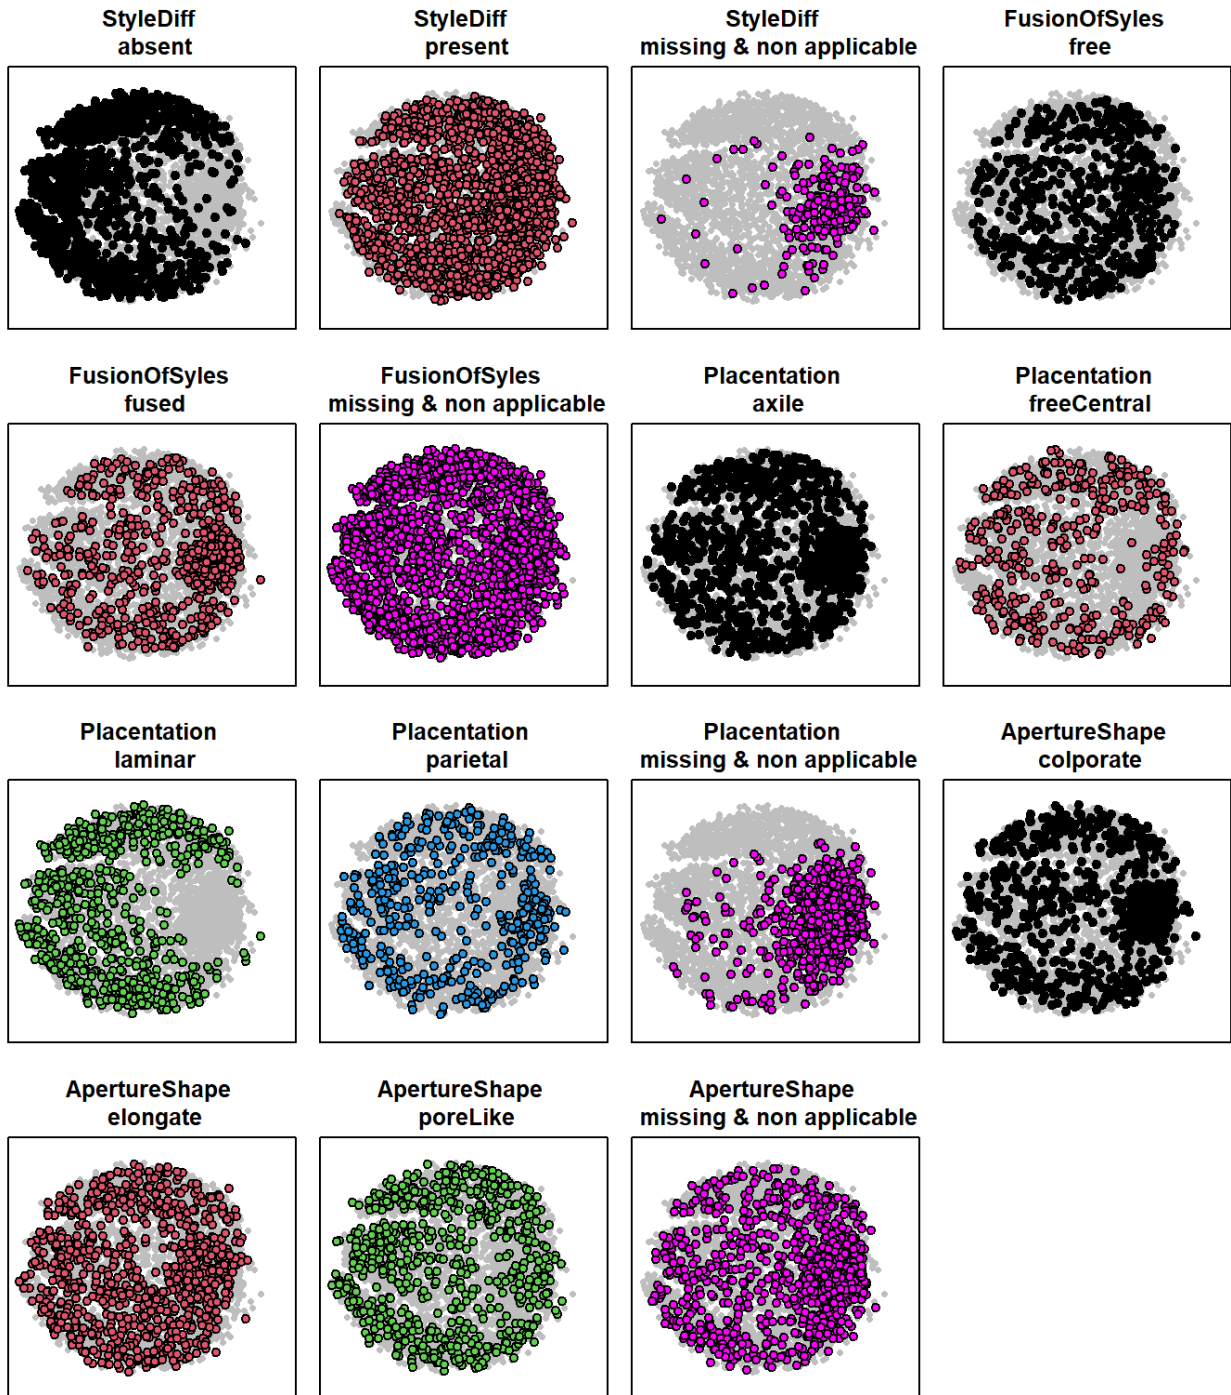 StyleDiff
absent
StyleDiff
present
StyleDiff
missing & non applicable
FusionOfSyles
free
FusionOfSyles
fused
FusionOfSyles
missing & non applicable
Placentation
axile
Placentation
freeCentral
Placentation
laminar
Placentation
parietal
Placentation
missing & non applicable
ApertureShape
colporate
ApertureShape
elongate
ApertureShape
poreLike
ApertureShape
missing & non applicable